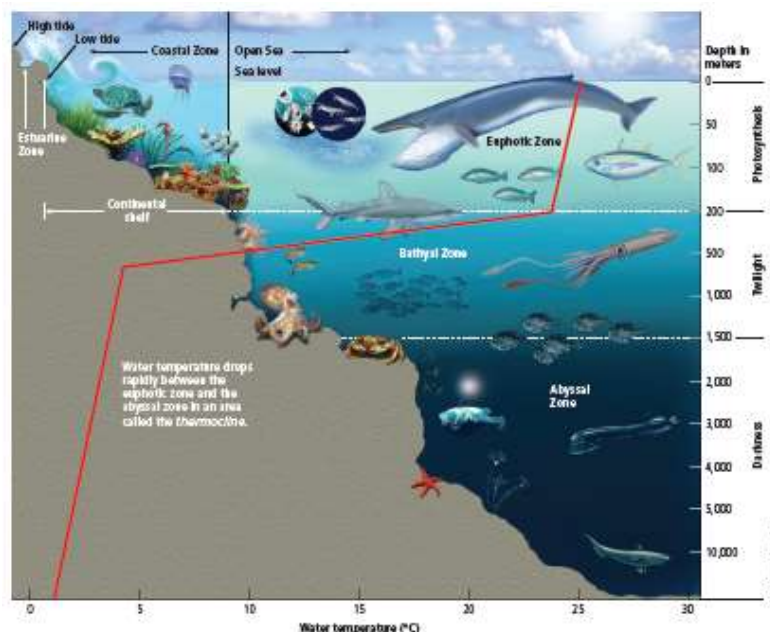 High tide
Low tide
Coastal Zone
Open Sea
Sea level
Depth in
meters
0
50
100
200
500
1,000
1,500
2,000
3,000
4,000
5,000
10,000
Photosynthesis
Twilight
Darkness
Estuarine
Zone
Continental
shelf
Euphotic Zone
Bathyal Zone
Abyssal
Zone
Water temperature drops
rapidly between the
euphotic zone and the
abyssal zone in an area
called the thermocline.
0
5
10
15
20
25
30
Water temperature (°C)